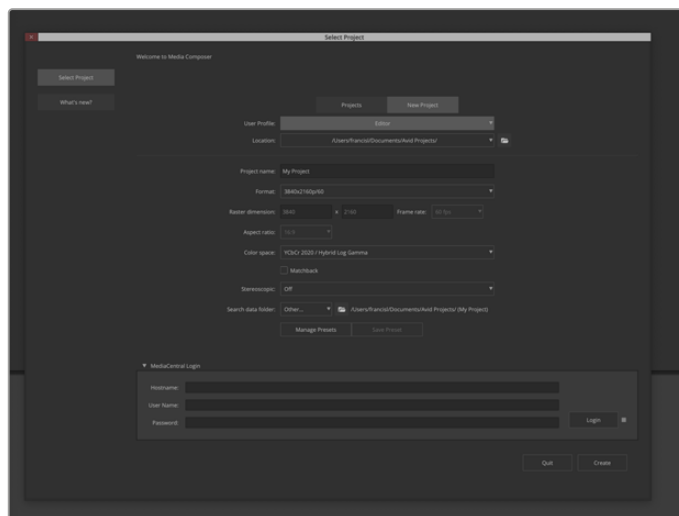 Select Project
Welcome to Media Composer
Select Project
What's new?
Projects New Project
User Profile: Editor
Location: /Users/francisl/Documents/Avid Projects/
Project name: My Project
Format: 3840x2160p/60
Raster dimension: 3840 × 2160 Frame rate: 60 fps
Aspect ratio: 16:9
Color space: YCbCr 2020 / Hybrid Log Gamma
Matchback
Stereoscopic: Off
Search data folder: Other... /Users/francisl/Documents/Avid Projects/ (My Project)
Manage Presets Save Preset
MediaCentral Login
Hostname:
User Name:
Password:
Login
Quit Create